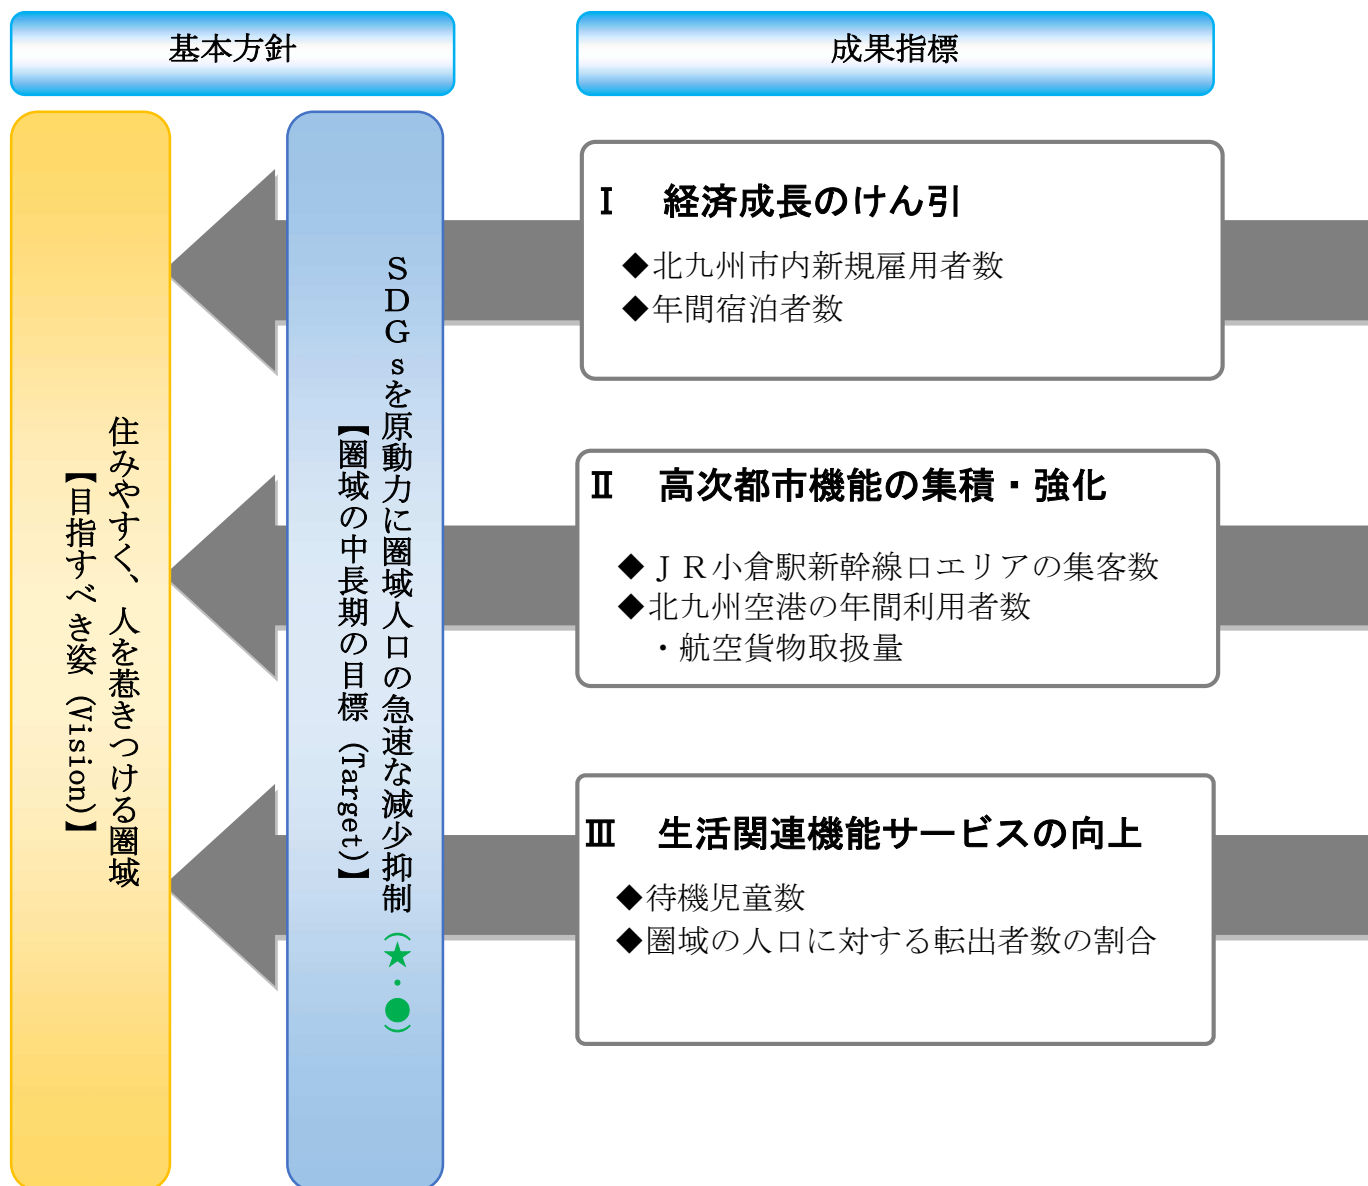 基本方針
成果指標
住みやすく、人を惹きつける圏域
【目指すべき姿(Vision)】
SDGsを原動力に圏域人口の急速な減少抑制(★・●)
【圏域の中長期の目標(Target)】
Ⅰ 経済成長のけん引
◆北九州市内新規雇用者数
◆年間宿泊者数
Ⅱ 高次都市機能の集積・強化
◆JR小倉駅新幹線口エリアの集客数
◆北九州空港の年間利用者数
・航空貨物取扱量
Ⅲ 生活関連機能サービスの向上
◆待機児童数
◆圏域の人口に対する転出者数の割合